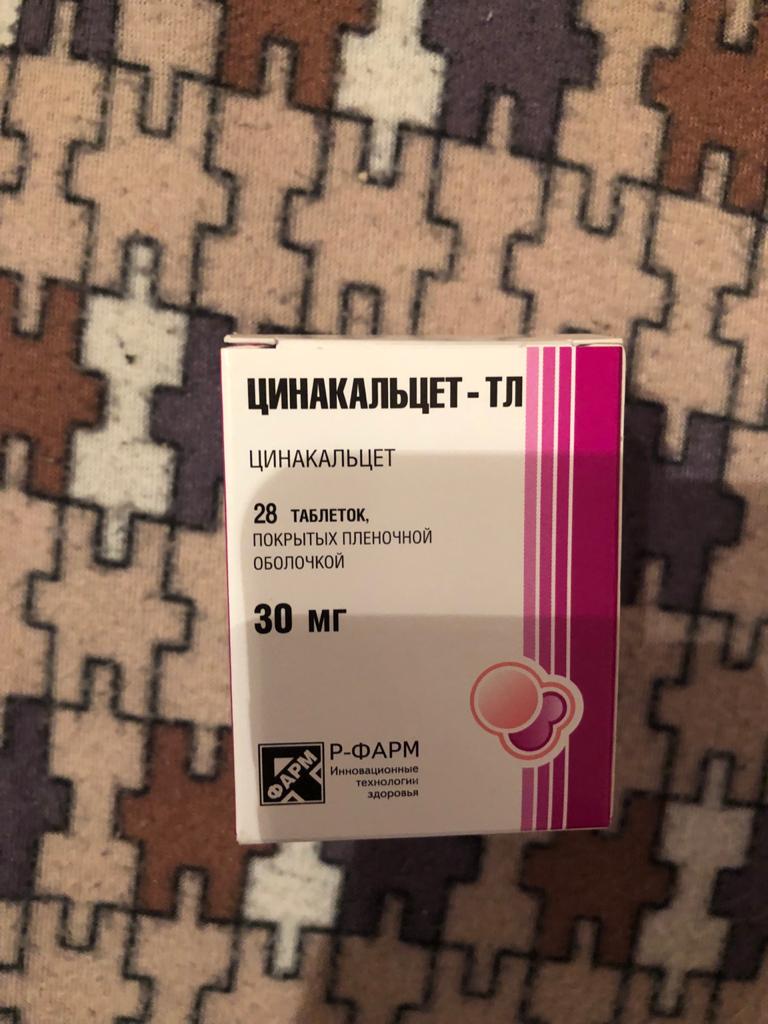 ЦИНАКАЛЬЦЕТ - ТЛ
ЦИНАКАЛЬЦЕТ
28 ТАБЛЕТОК,
ПОКРЫТЫХ ПЛЕНОЧНОЙ
ОБОЛОЧКОЙ
30 МГ
ФАРМ
Р-ФАРМ
Инновационные
технологии
здоровья